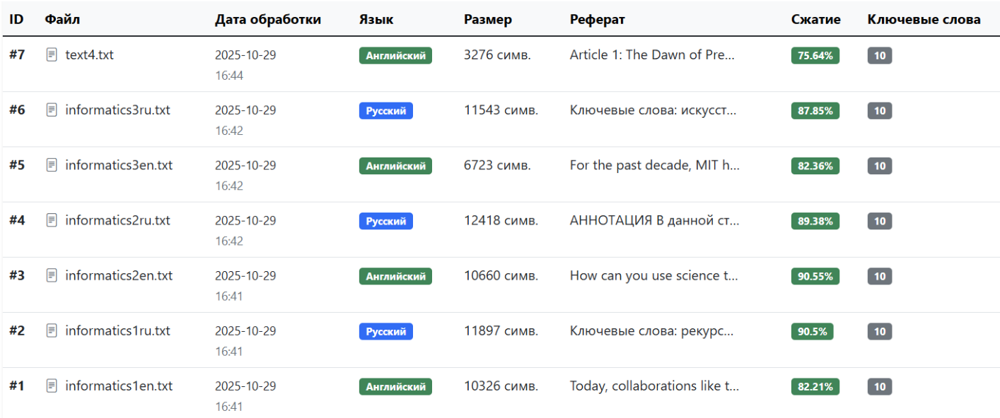 ID Файл Дата обработки Язык Размер Реферат Сжатие Ключевые слова
#7 text4.txt 2025-10-29 Английский 3276 симв. Article 1: The Dawn of Pre... 75.64% 10
16:44
#6 informatics3ru.txt 2025-10-29 Русский 11543 симв. Ключевые слова: искусст... 87.85% 10
16:42
#5 informatics3en.txt 2025-10-29 Английский 6723 симв. For the past decade, MIT h... 82.36% 10
16:42
#4 informatics2ru.txt 2025-10-29 Русский 12418 симв. АННОТАЦИЯ В данной ст... 89.38% 10
16:42
#3 informatics2en.txt 2025-10-29 Английский 10660 симв. How can you use science t... 90.55% 10
16:41
#2 informatics1ru.txt 2025-10-29 Русский 11897 симв. Ключевые слова: рекурс... 90.5% 10
16:41
#1 informatics1en.txt 2025-10-29 Английский 10326 симв. Today, collaborations like t... 82.21% 10
16:41